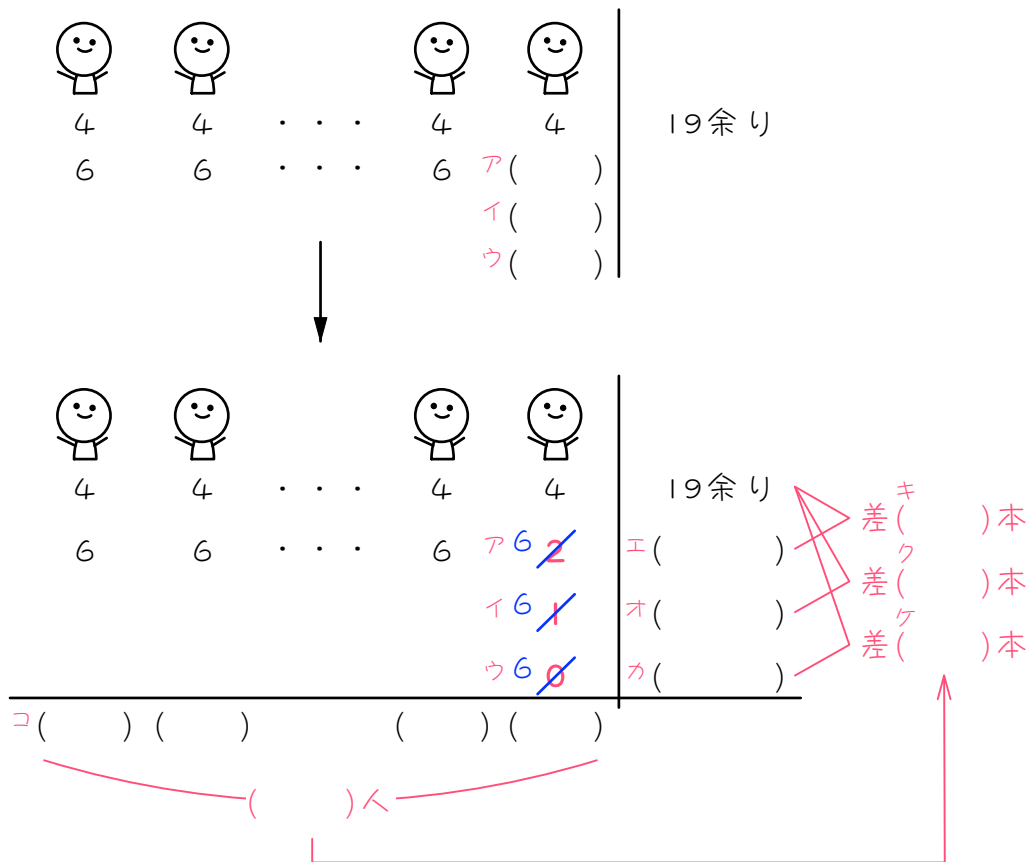 4 4 ・・・ 4 4 19余り
6 6 ・・・ 6 ア( )
イ( )
ウ( )
4 4 ・・・ 4 4 19余り
キ
差( )本
6 6 ・・・ 6 ア 6 2 エ( )
ク
差( )本
イ 6 1 オ( )
ケ
差( )本
ウ 6 0 カ( )
コ( ) ( ) ( ) ( )
( )人